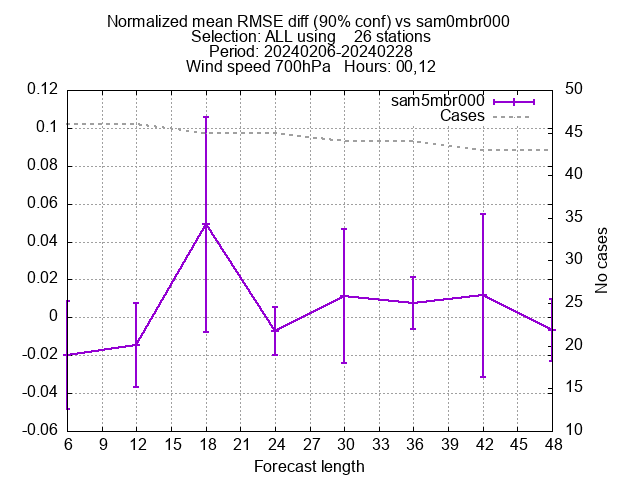 Normalized mean RMSE diff (90% conf) vs sam0mbr000
Selection: ALL using    26 stations
Period: 20240206-20240228
Wind speed 700hPa   Hours: 00,12
sam5mbr000
Cases
0.12
0.1
0.08
0.06
0.04
0.02
0
-0.02
-0.04
-0.06
50
45
40
35
30
25
20
15
10
No cases
6 12 15 18 21 24 27 30 33 36 39 42 45 48
Forecast length